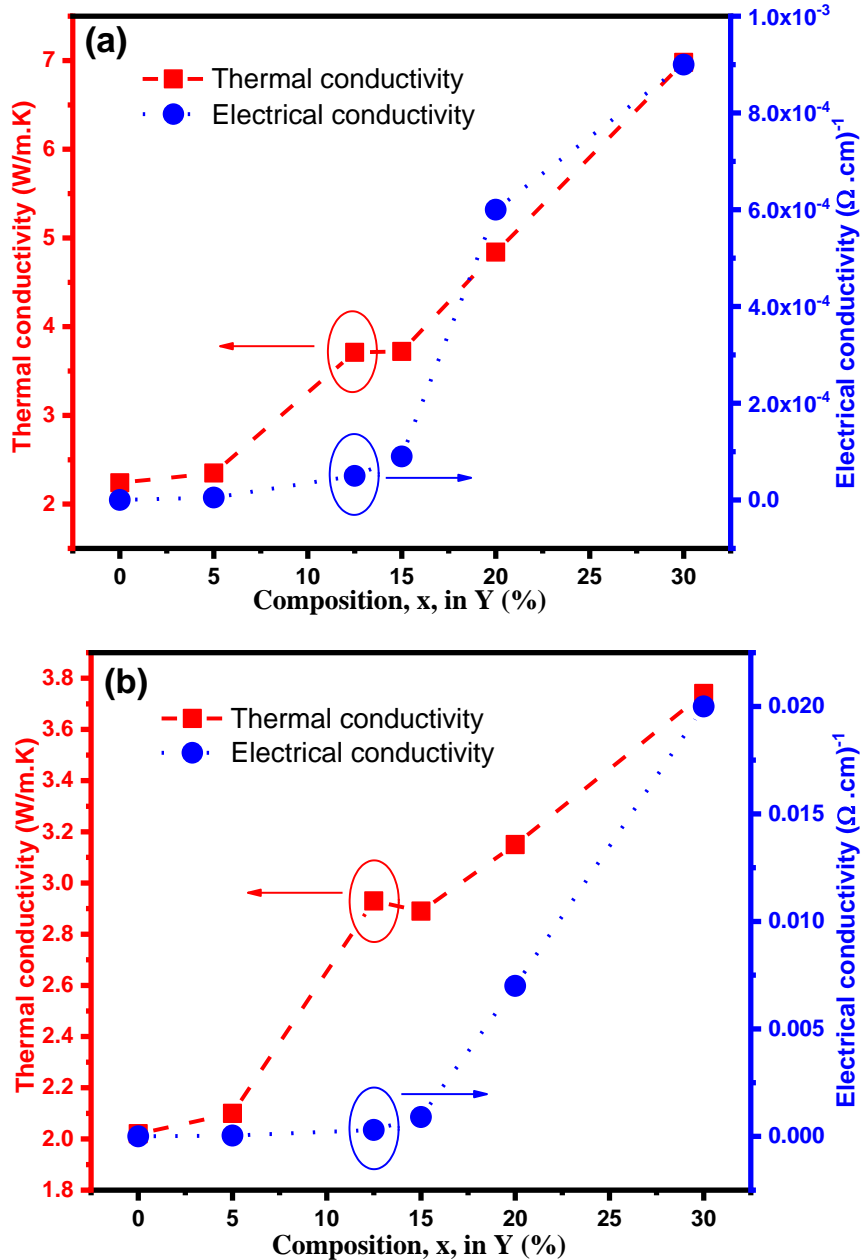 (a)
Thermal conductivity
Electrical conductivity
Thermal conductivity (W/m.K)
7
6
5
4
3
2
1.0x10⁻³
8.0x10⁻⁴
6.0x10⁻⁴
4.0x10⁻⁴
2.0x10⁻⁴
0.0
Electrical conductivity (Ω .cm)⁻¹
0 5 10 15 20 25 30
Composition, x, in Y (%)
(b)
Thermal conductivity
Electrical conductivity
Thermal conductivity (W/m.K)
3.8
3.6
3.4
3.2
3.0
2.8
2.6
2.4
2.2
2.0
1.8
0.020
0.015
0.010
0.005
0.000
Electrical conductivity (Ω .cm)⁻¹
0 5 10 15 20 25 30
Composition, x, in Y (%)